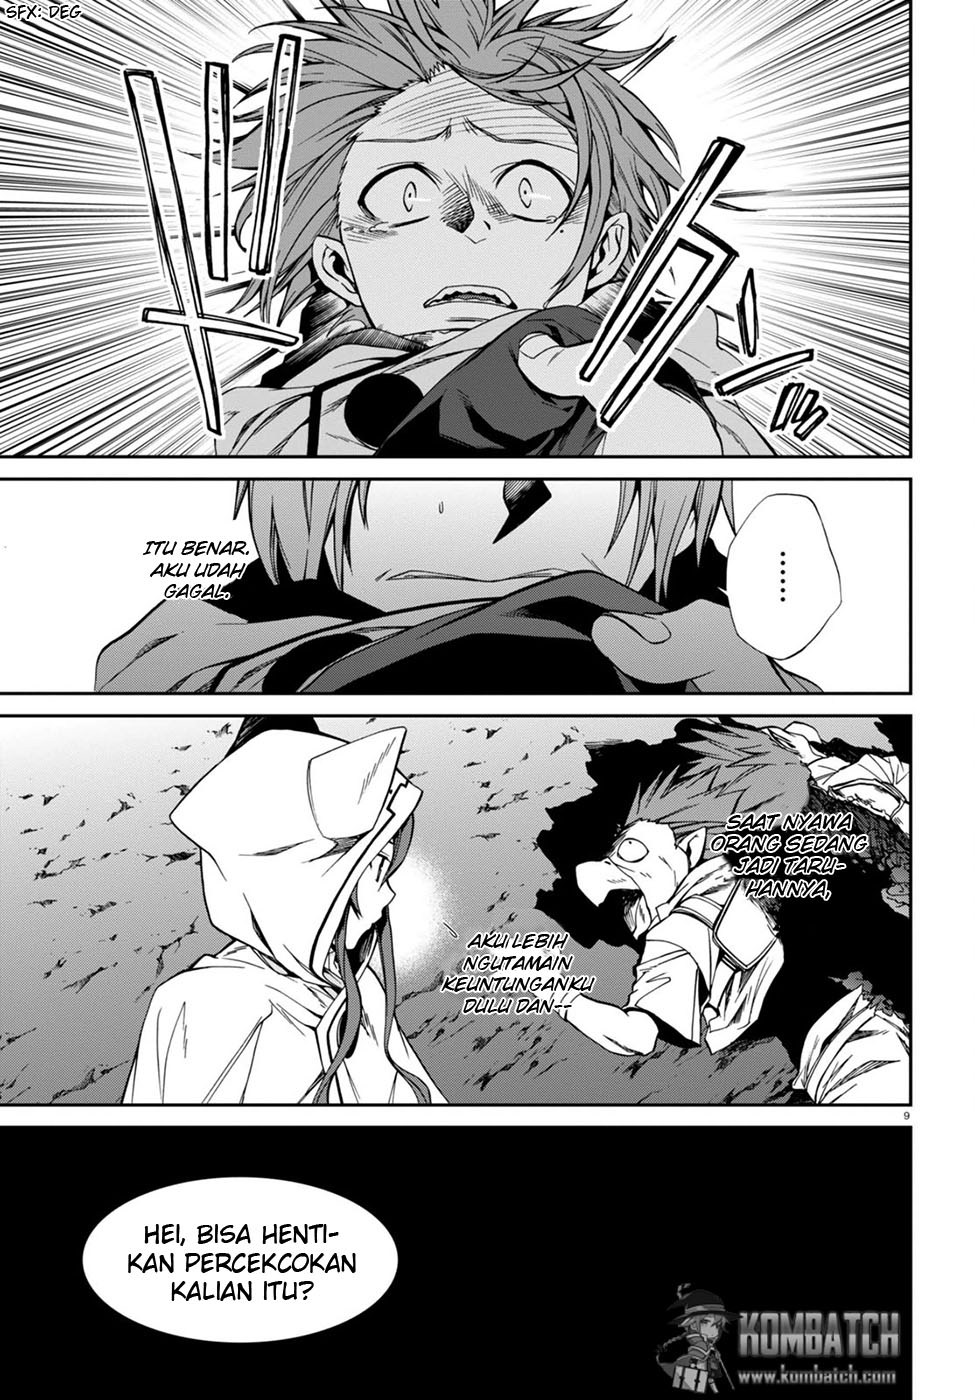 SFX: DEG
......
ITU BENAR.
AKU UDAH
GAGAL.
SAAT NYAWA
ORANG SEDANG
JADI TARU-
HANNYA,
AKU LEBIH
NGUTAMAIN
KEUNTUNGANKU
DULU DAN--
9
HEI, BISA HENTI-
KAN PERCEKCOKAN
KALIAN ITU?
KOMBATCH
www.kombatch.com